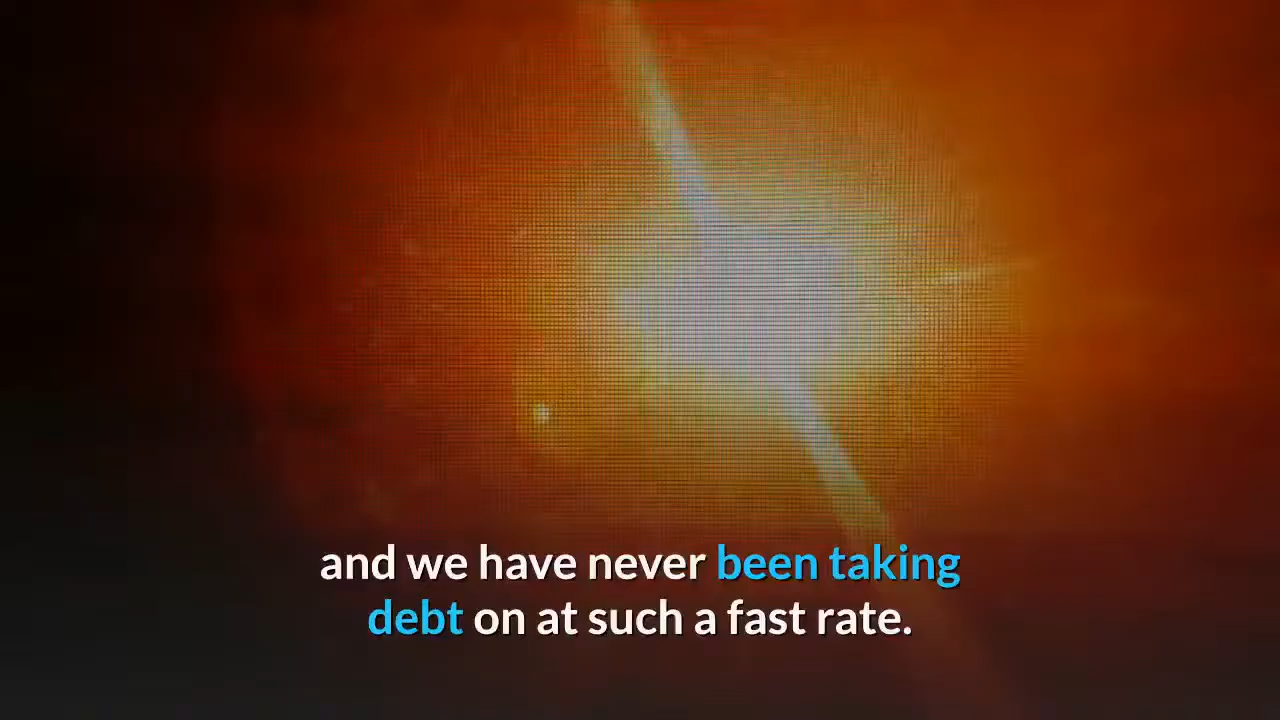 and we have never been taking
debt on at such a fast rate.